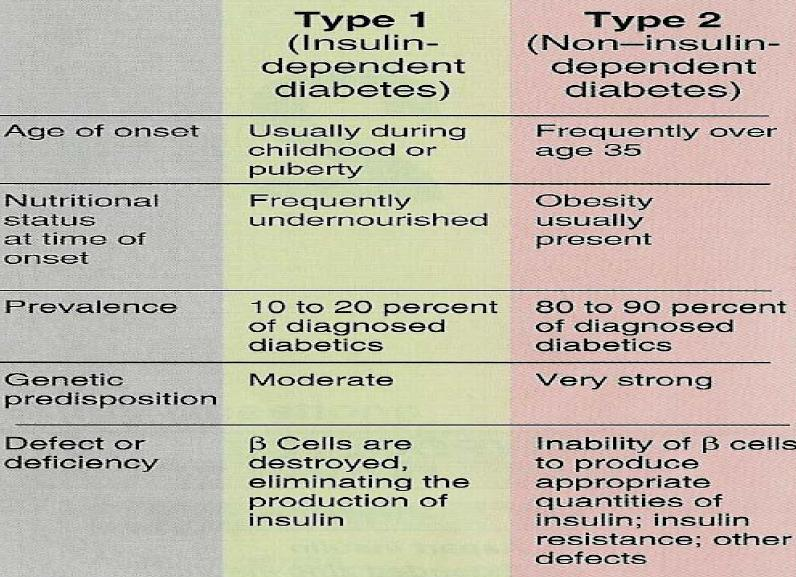 Type 1
(Insulin-
dependent
diabetes)
Type 2
(Non–insulin-
dependent
diabetes)
Age of onset
Usually during
childhood or
puberty
Frequently over
age 35
Nutritional
status
at time of
onset
Frequently
undernourished
Obesity
usually
present
Prevalence
10 to 20 percent
of diagnosed
diabetics
80 to 90 percent
of diagnosed
diabetics
Genetic
predisposition
Moderate
Very strong
Defect or
deficiency
β Cells are
destroyed,
eliminating the
production of
insulin
Inability of β cells
to produce
appropriate
quantities of
insulin; insulin
resistance; other
defects